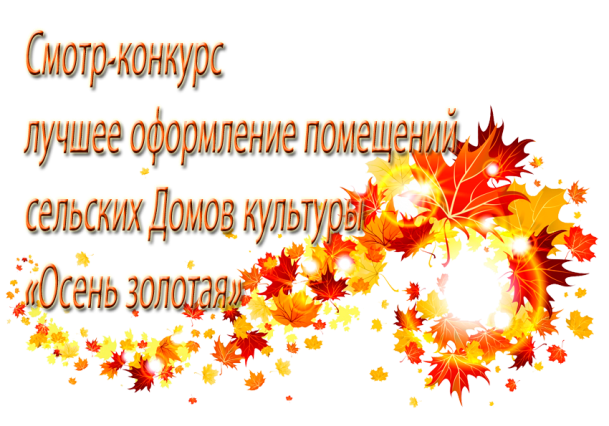 Смотр-конкурс
лучшее оформление помещений
сельских Домов культуры
«Осень золотая»